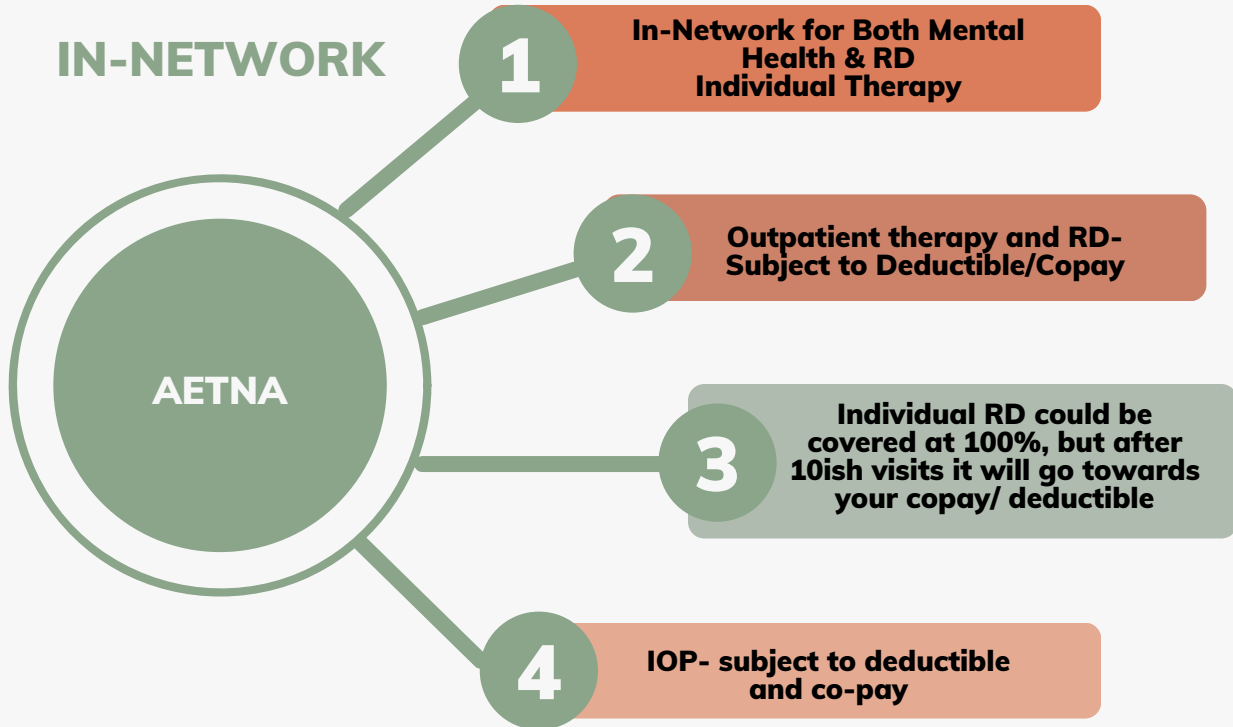 IN-NETWORK
1
In-Network for Both Mental
Health & RD
Individual Therapy
2
Outpatient therapy and RD-
Subject to Deductible/Copay
AETNA
3
Individual RD could be
covered at 100%, but after
10ish visits it will go towards
your copay/ deductible
4
IOP- subject to deductible
and co-pay